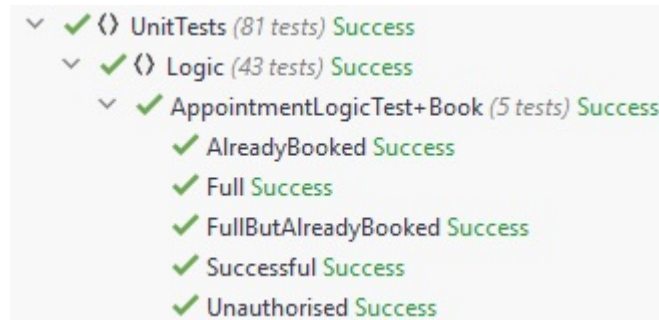 UnitTests (81 tests) Success
Logic (43 tests) Success
AppointmentLogicTest+Book (5 tests) Success
AlreadyBooked Success
Full Success
FullButAlreadyBooked Success
Successful Success
Unauthorised Success